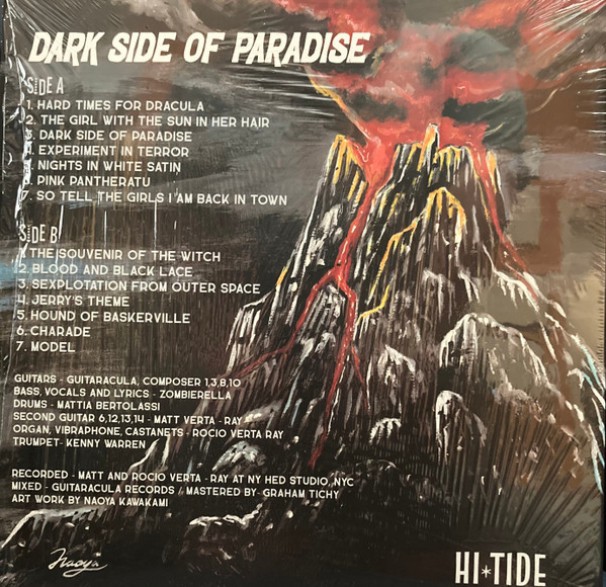 DARK SIDE OF PARADISE
SIDE A
1. HARD TIMES FOR DRACULA
2. THE GIRL WITH THE SUN IN HER HAIR
3. DARK SIDE OF PARADISE
4. EXPERIMENT IN TERROR
5. NIGHTS IN WHITE SATIN
6. PINK PANTHERATU
7. SO TELL THE GIRLS I AM BACK IN TOWN
SIDE B
1. THE SOUVENIR OF THE WITCH
2. BLOOD AND BLACK LACE
3. SEXPLOTATION FROM OUTER SPACE
4. JERRY'S THEME
5. HOUND OF BASKERVILLE
6. CHARADE
7. MODEL
GUITARS - GUITARACULA, COMPOSER 1,3,8,10
BASS, VOCALS AND LYRICS - ZOMBIERELLA
DRUMS - MATTIA BERTOLASSI
SECOND GUITAR 6,12,13,14 - MATT VERTA - RAY
ORGAN, VIBRAPHONE, CASTANETS - ROCIO VERTA RAY
TRUMPET- KENNY WARREN
RECORDED - MATT AND ROCIO VERTA - RAY AT NY HED STUDIO, NYC
MIXED - GUITARACULA RECORDS / MASTERED BY- GRAHAM TICHY
ART WORK BY NAOYA KAWAKAMI
Naoya
HI*TIDE